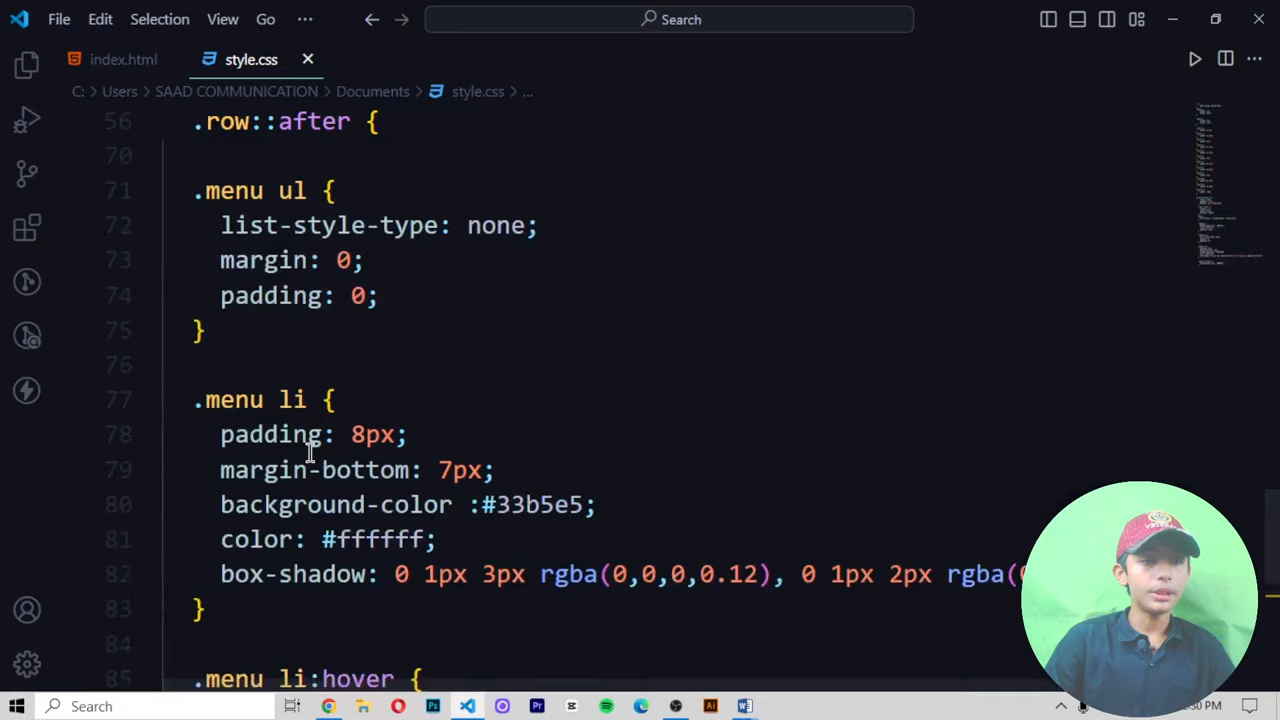 File Edit Selection View Go ··· Search
index.html style.css
C: > Users > SAAD COMMUNICATION > Documents > style.css > ...
56 .row::after {
70
71 .menu ul {
72 list-style-type: none;
73 margin: 0;
74 padding: 0;
75 }
76
77 .menu li {
78 padding: 8px;
79 margin-bottom: 7px;
80 background-color :#33b5e5;
81 color: #ffffff;
82 box-shadow: 0 1px 3px rgba(0,0,0,0.12), 0 1px 2px rgba(
83 }
84
85 .menu li:hover {
Search